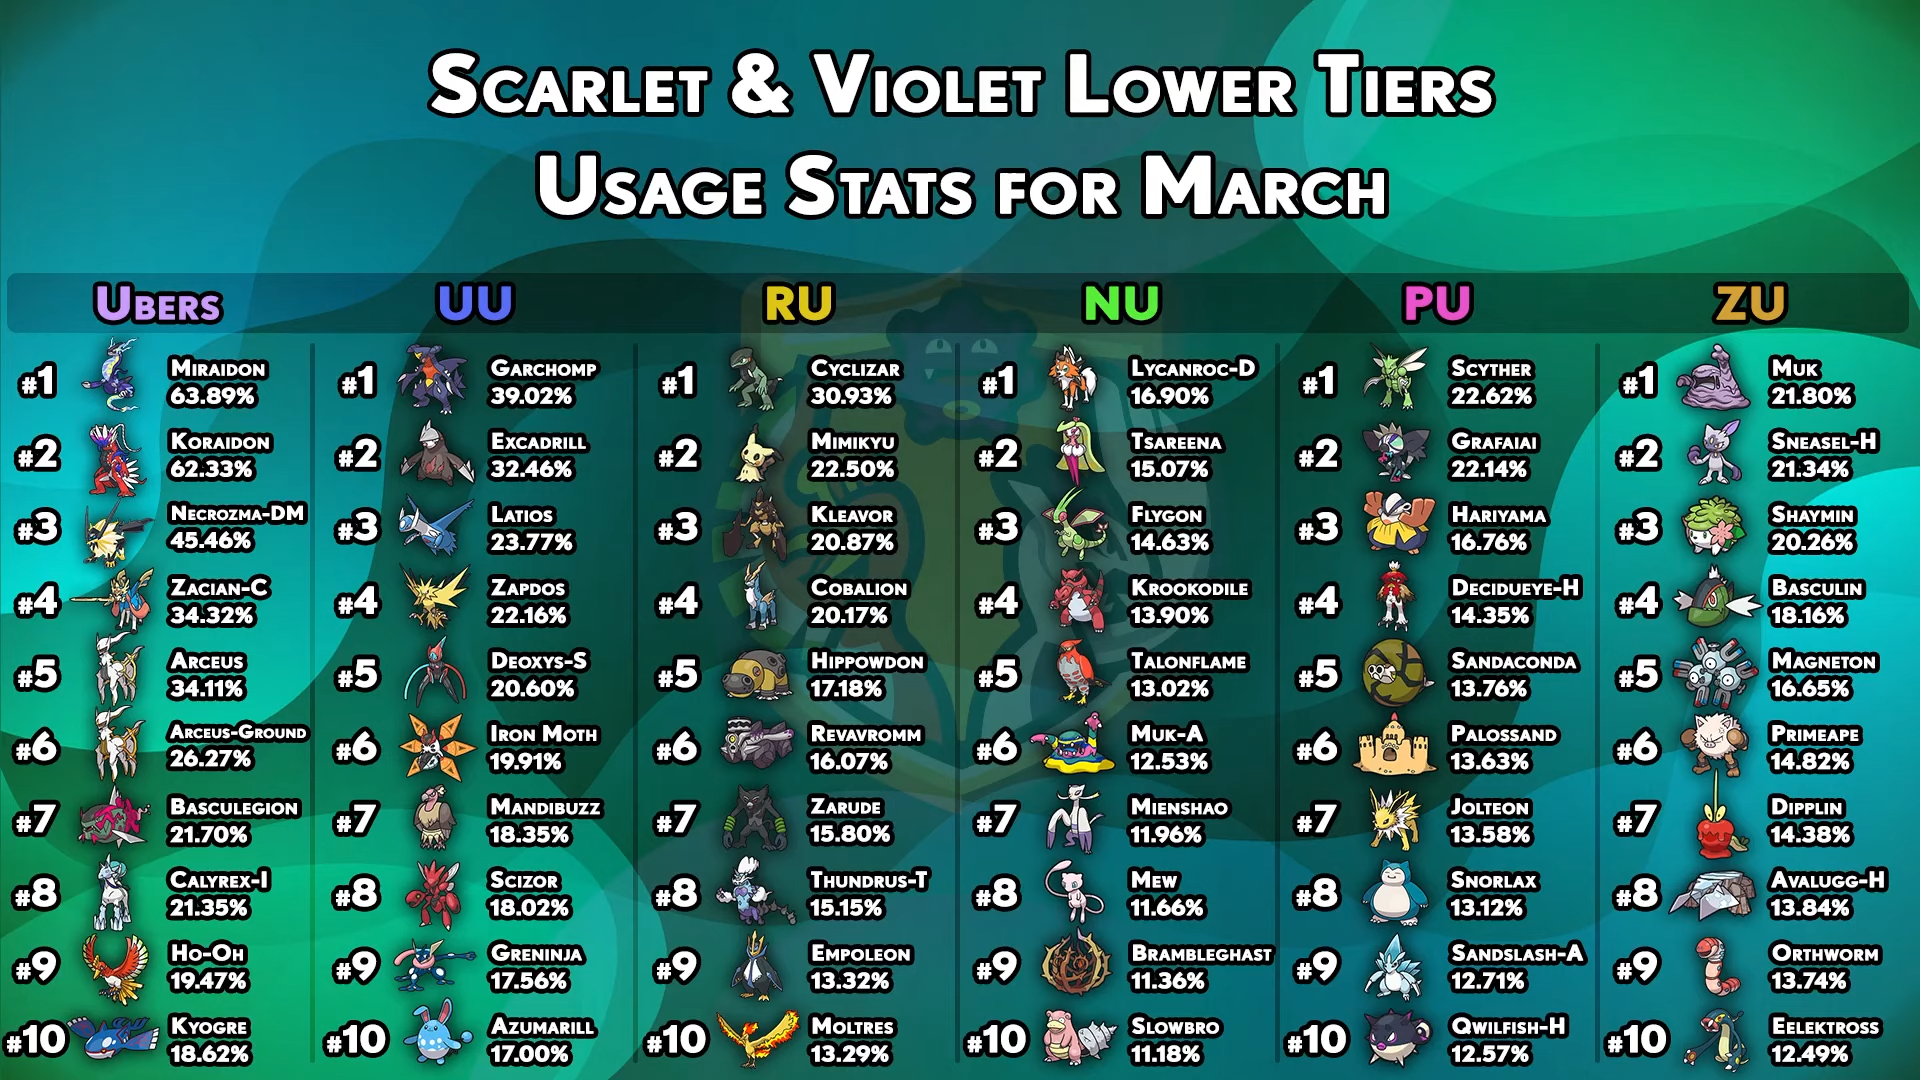 Scarlet & Violet Lower Tiers
Usage Stats for March
Ubers
UU
RU
NU
PU
ZU
#1
Miraidon
63.89%
#2
Koraidon
62.33%
#3
Necrozma-DM
45.46%
#4
Zacian-C
34.32%
#5
Arceus
34.11%
#6
Arceus-Ground
26.27%
#7
Basculegion
21.70%
#8
Calyrex-I
21.35%
#9
Ho-Oh
19.47%
#10
Kyogre
18.62%
#1
Garchomp
39.02%
#2
Excadrill
32.46%
#3
Latios
23.77%
#4
Zapdos
22.16%
#5
Deoxys-S
20.60%
#6
Iron Moth
19.91%
#7
Mandibuzz
18.35%
#8
Scizor
18.02%
#9
Greninja
17.56%
#10
Azumarill
17.00%
#1
Cyclizar
30.93%
#2
Mimikyu
22.50%
#3
Kleavor
20.87%
#4
Cobalion
20.17%
#5
Hippowdon
17.18%
#6
Revavromm
16.07%
#7
Zarude
15.80%
#8
Thundrus-T
15.15%
#9
Empoleon
13.32%
#10
Moltres
13.29%
#1
Lycanroc-D
16.90%
#2
Tsareena
15.07%
#3
Flygon
14.63%
#4
Krookodile
13.90%
#5
Talonflame
13.02%
#6
Muk-A
12.53%
#7
Mienshao
11.96%
#8
Mew
11.66%
#9
Brambleghast
11.36%
#10
Slowbro
11.18%
#1
Scyther
22.62%
#2
Grafaiai
22.14%
#3
Hariyama
16.76%
#4
Decidueye-H
14.35%
#5
Sandaconda
13.76%
#6
Palossand
13.63%
#7
Jolteon
13.58%
#8
Snorlax
13.12%
#9
Sandslash-A
12.71%
#10
Qwilfish-H
12.57%
#1
Muk
21.80%
#2
Sneasel-H
21.34%
#3
Shaymin
20.26%
#4
Basculin
18.16%
#5
Magneton
16.65%
#6
Primeape
14.82%
#7
Dipplin
14.38%
#8
Avalugg-H
13.84%
#9
Orthworm
13.74%
#10
Eelektross
12.49%